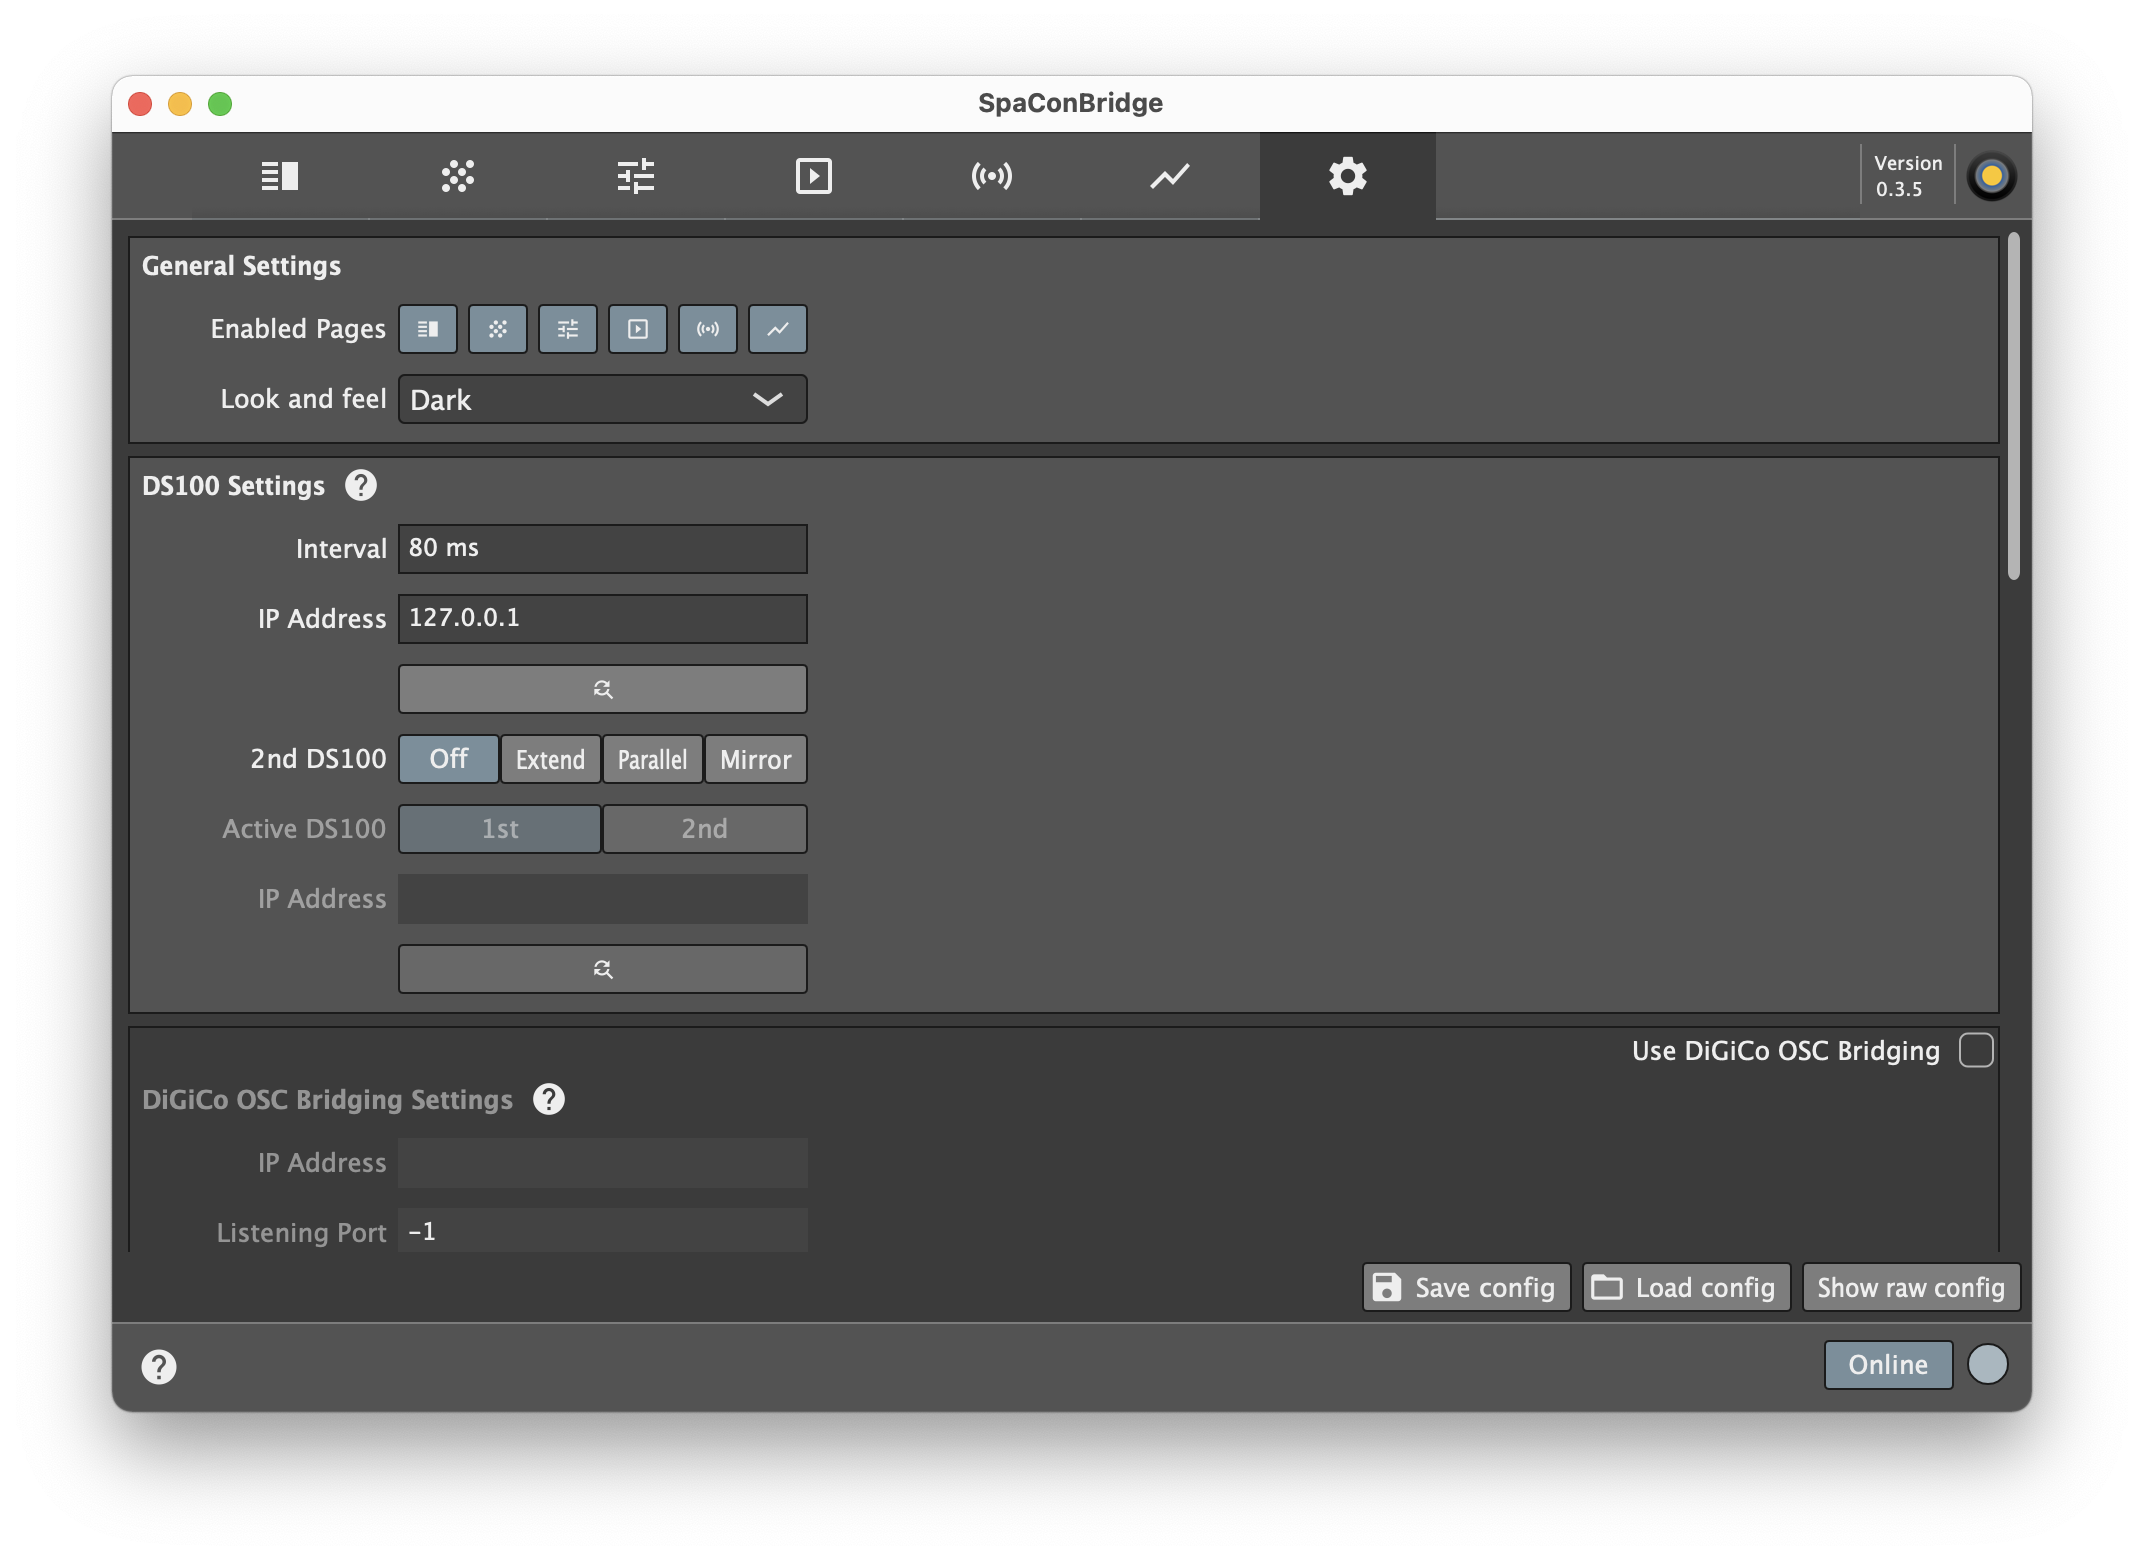 SpaConBridge
Version
0.3.5
General Settings
Enabled Pages
Look and feel Dark
DS100 Settings ?
Interval 80 ms
IP Address 127.0.0.1
2nd DS100 Off Extend Parallel Mirror
Active DS100 1st 2nd
IP Address
Use DiGiCo OSC Bridging
DiGiCo OSC Bridging Settings ?
IP Address
Listening Port -1
Save config Load config Show raw config
? Online